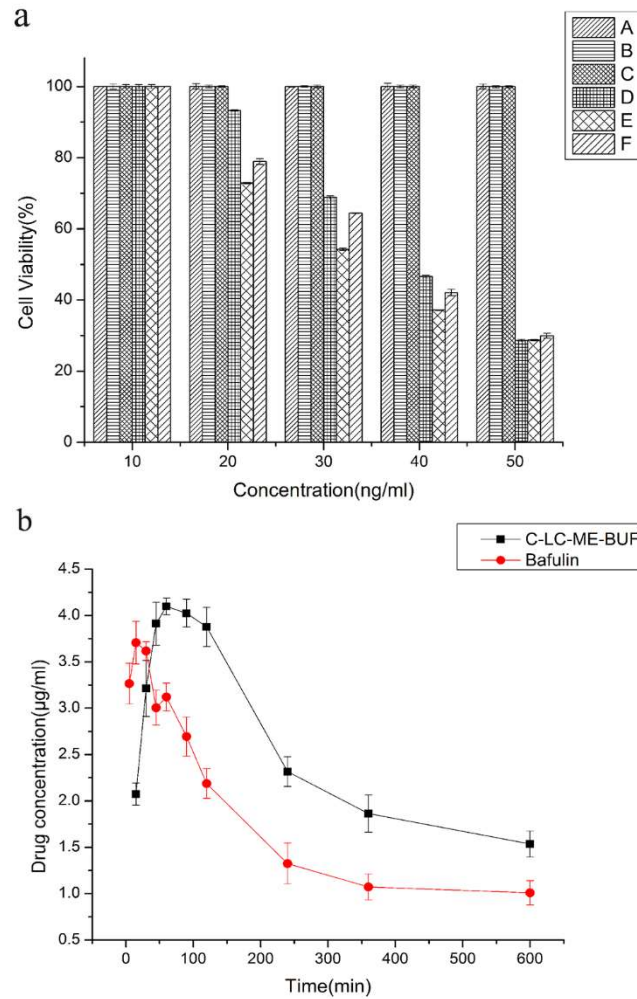 a
A
B
C
D
E
F
100
80
60
40
20
0
Cell Viability(%)
10 20 30 40 50
Concentration(ng/ml)
b
C-LC-ME-BUF
Bafulin
4.5
4.0
3.5
3.0
2.5
2.0
1.5
1.0
0.5
Drug concentration(μg/ml)
0 100 200 300 400 500 600
Time(min)